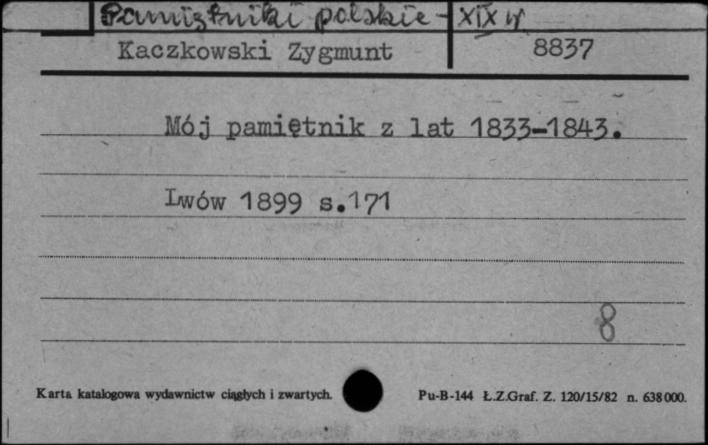 Pamiętniki polskie - XIX w
Kaczkowski Zygmunt 8837
Mój pamiętnik z lat 1833-1843.
Lwów 1899 s.171
8
Karta katalogowa wydawnictw ciągłych i zwartych. Pu-B-144 Ł.Z.Graf. Z. 120/15/82 n. 638000.